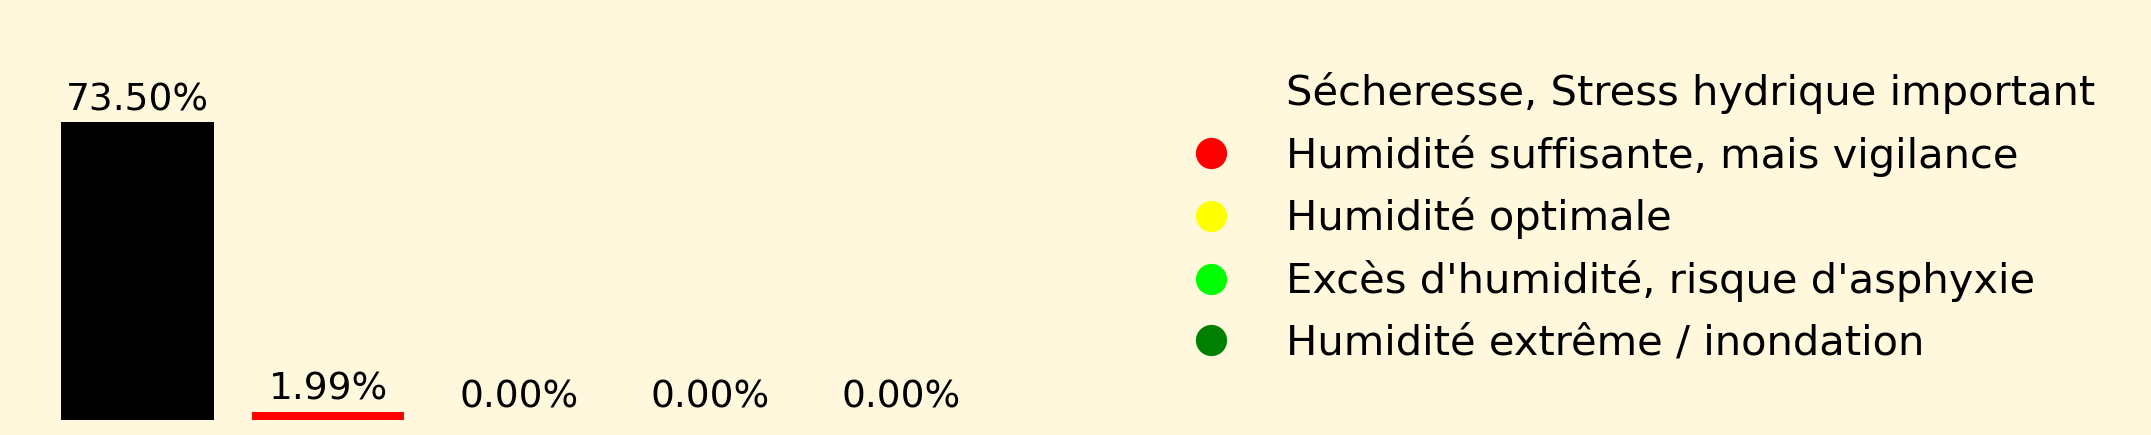 73.50%
1.99%
0.00%
0.00%
0.00%
Sécheresse, Stress hydrique important
Humidité suffisante, mais vigilance
Humidité optimale
Excès d'humidité, risque d'asphyxie
Humidité extrême / inondation